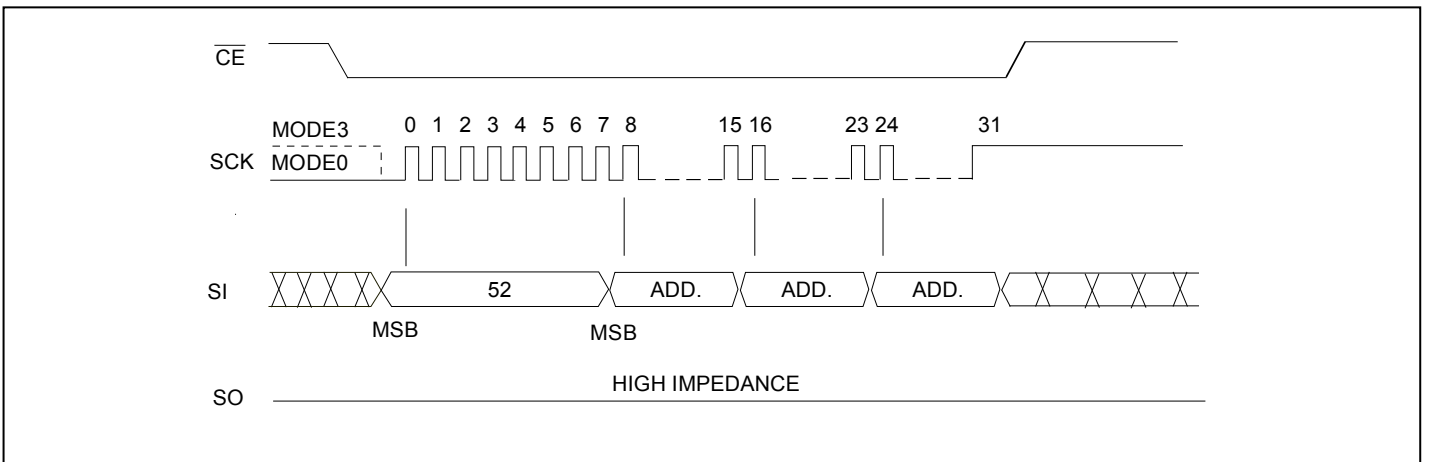 CE
MODE3 0 1 2 3 4 5 6 7 8 15 16 23 24 31
SCK MODE0
SI 52 ADD. ADD. ADD.
MSB MSB
HIGH IMPEDANCE
SO